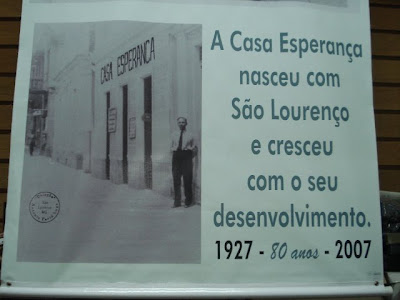 CASA ESPERANÇA
A Casa Esperança
nasceu com
São Lourenço
e cresceu
com o seu
desenvolvimento.
1927 - 80 anos - 2007